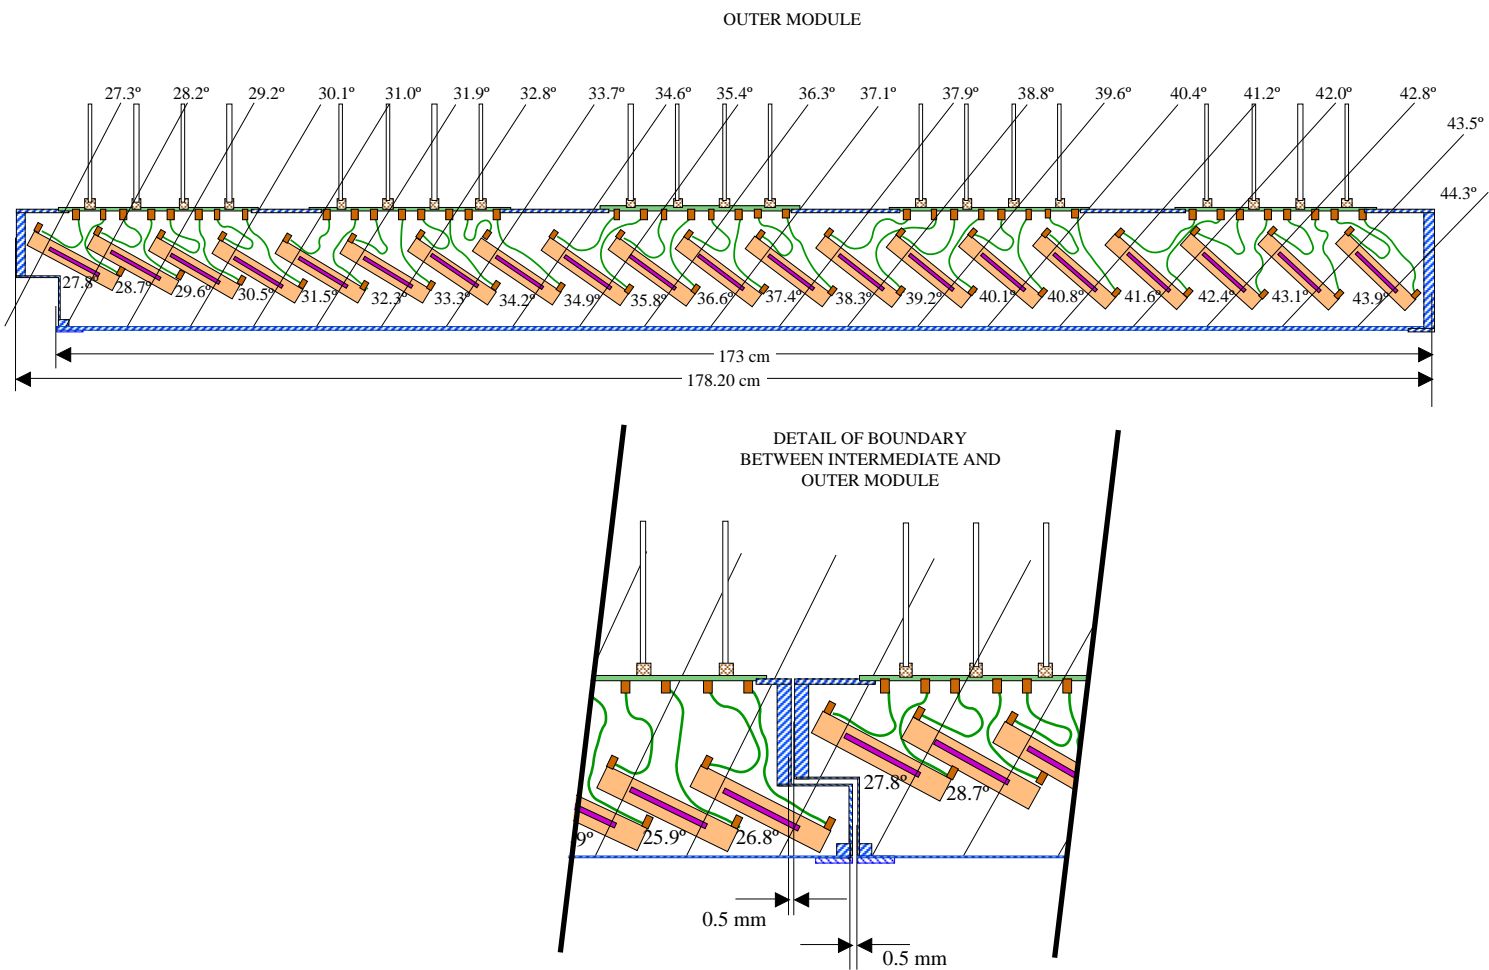 OUTER MODULE
27.3º 28.2º 29.2º 30.1º 31.0º 31.9º 32.8º 33.7º 34.6º 35.4º 36.3º 37.1º 37.9º 38.8º 39.6º 40.4º 41.2º 42.0º 42.8º
43.5º
44.3º
27.8º 28.7º 29.6º 30.5º 31.5º 32.3º 33.3º 34.2º 34.9º 35.8º 36.6º 37.4º 38.3º 39.2º 40.1º 40.8º 41.6º 42.4º 43.1º 43.9º
173 cm
178.20 cm
DETAIL OF BOUNDARY
BETWEEN INTERMEDIATE AND
OUTER MODULE
27.8º
28.7º
9º 25.9º 26.8º
0.5 mm
0.5 mm